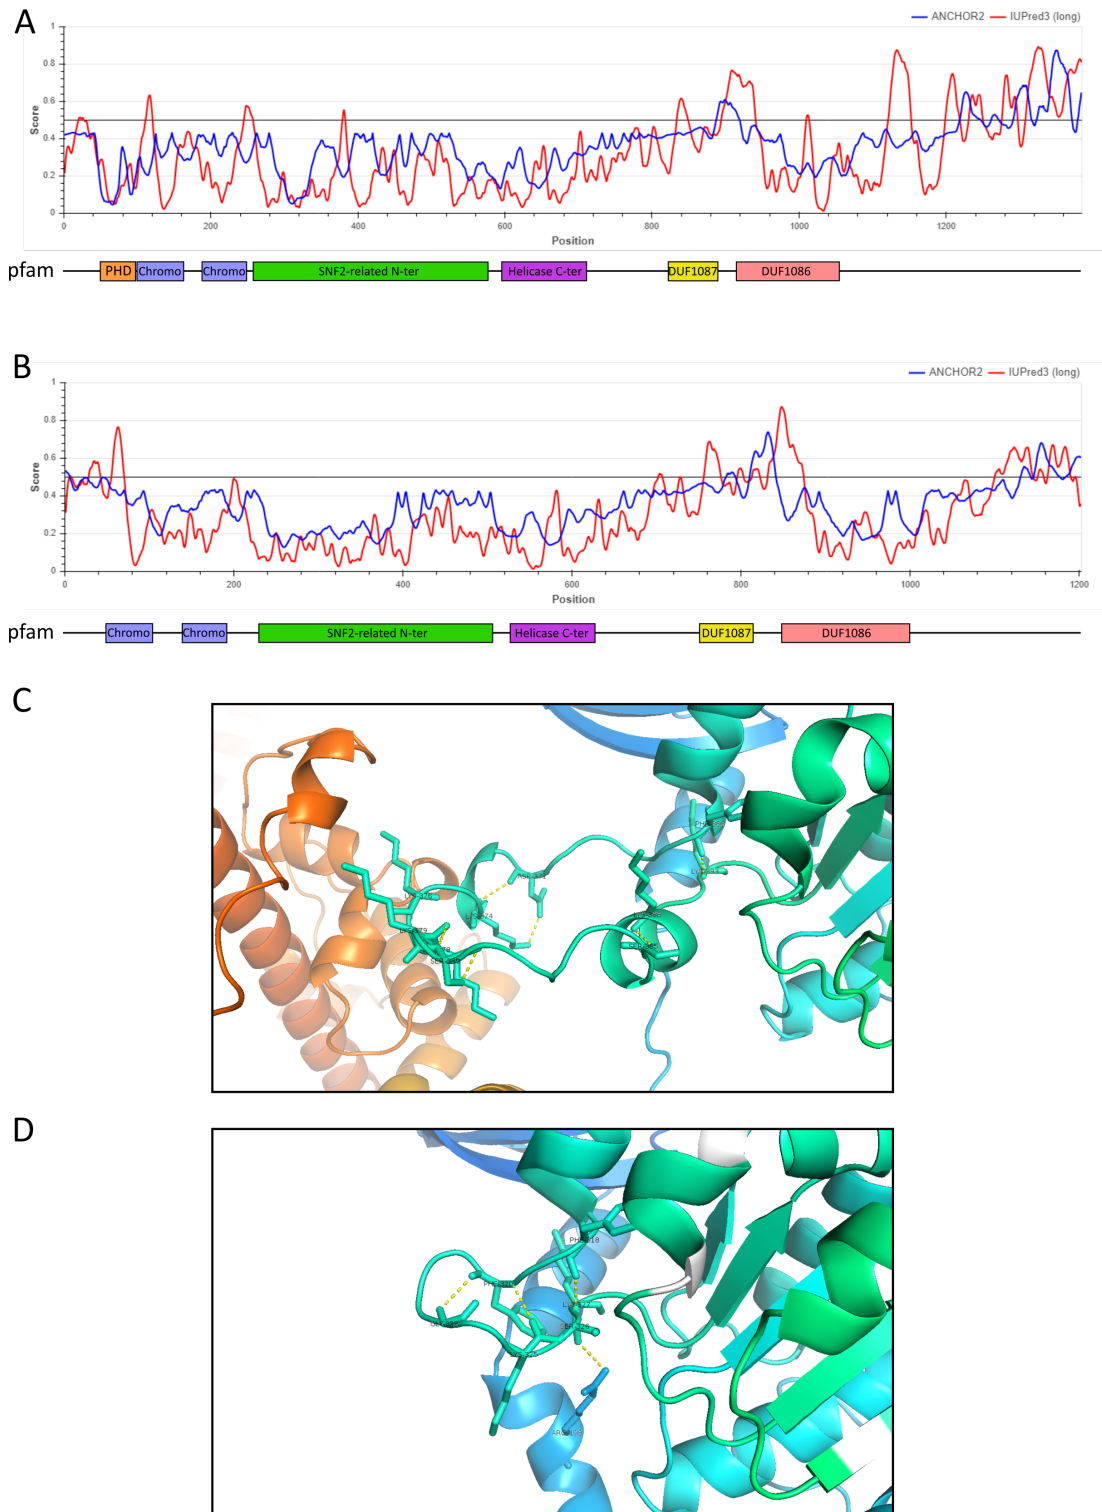 A
ANCHOR2 IUPred3 (long)
1
0.8
0.6
0.4
0.2
0
Score
0 200 400 600 800 1000 1200
Position
pfam PHD Chromo Chromo SNF2-related N-ter Helicase C-ter DUF1087 DUF1086
B
ANCHOR2 IUPred3 (long)
1
0.8
0.6
0.4
0.2
0
Score
0 200 400 600 800 1000 1200
Position
pfam Chromo Chromo SNF2-related N-ter Helicase C-ter DUF1087 DUF1086
C
D